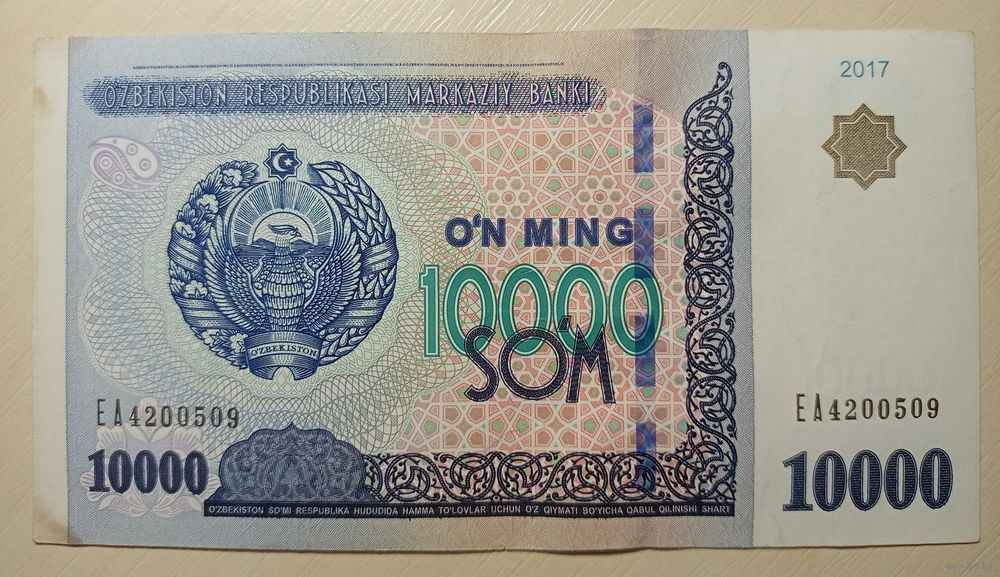 O'ZBEKISTON RESPUBLIKASI MARKAZIY BANKI
2017
O'N MING
10000
SO'M
O'ZBEKISTON
EA4200509
EA4200509
10000
10000
O'ZBEKISTON SO'MI RESPUBLIKA HUDUDIDA HAMMA TO'LOVLAR UCHUN O'Z QIYMATI BO'YICHA QABUL QILINISHI SHART